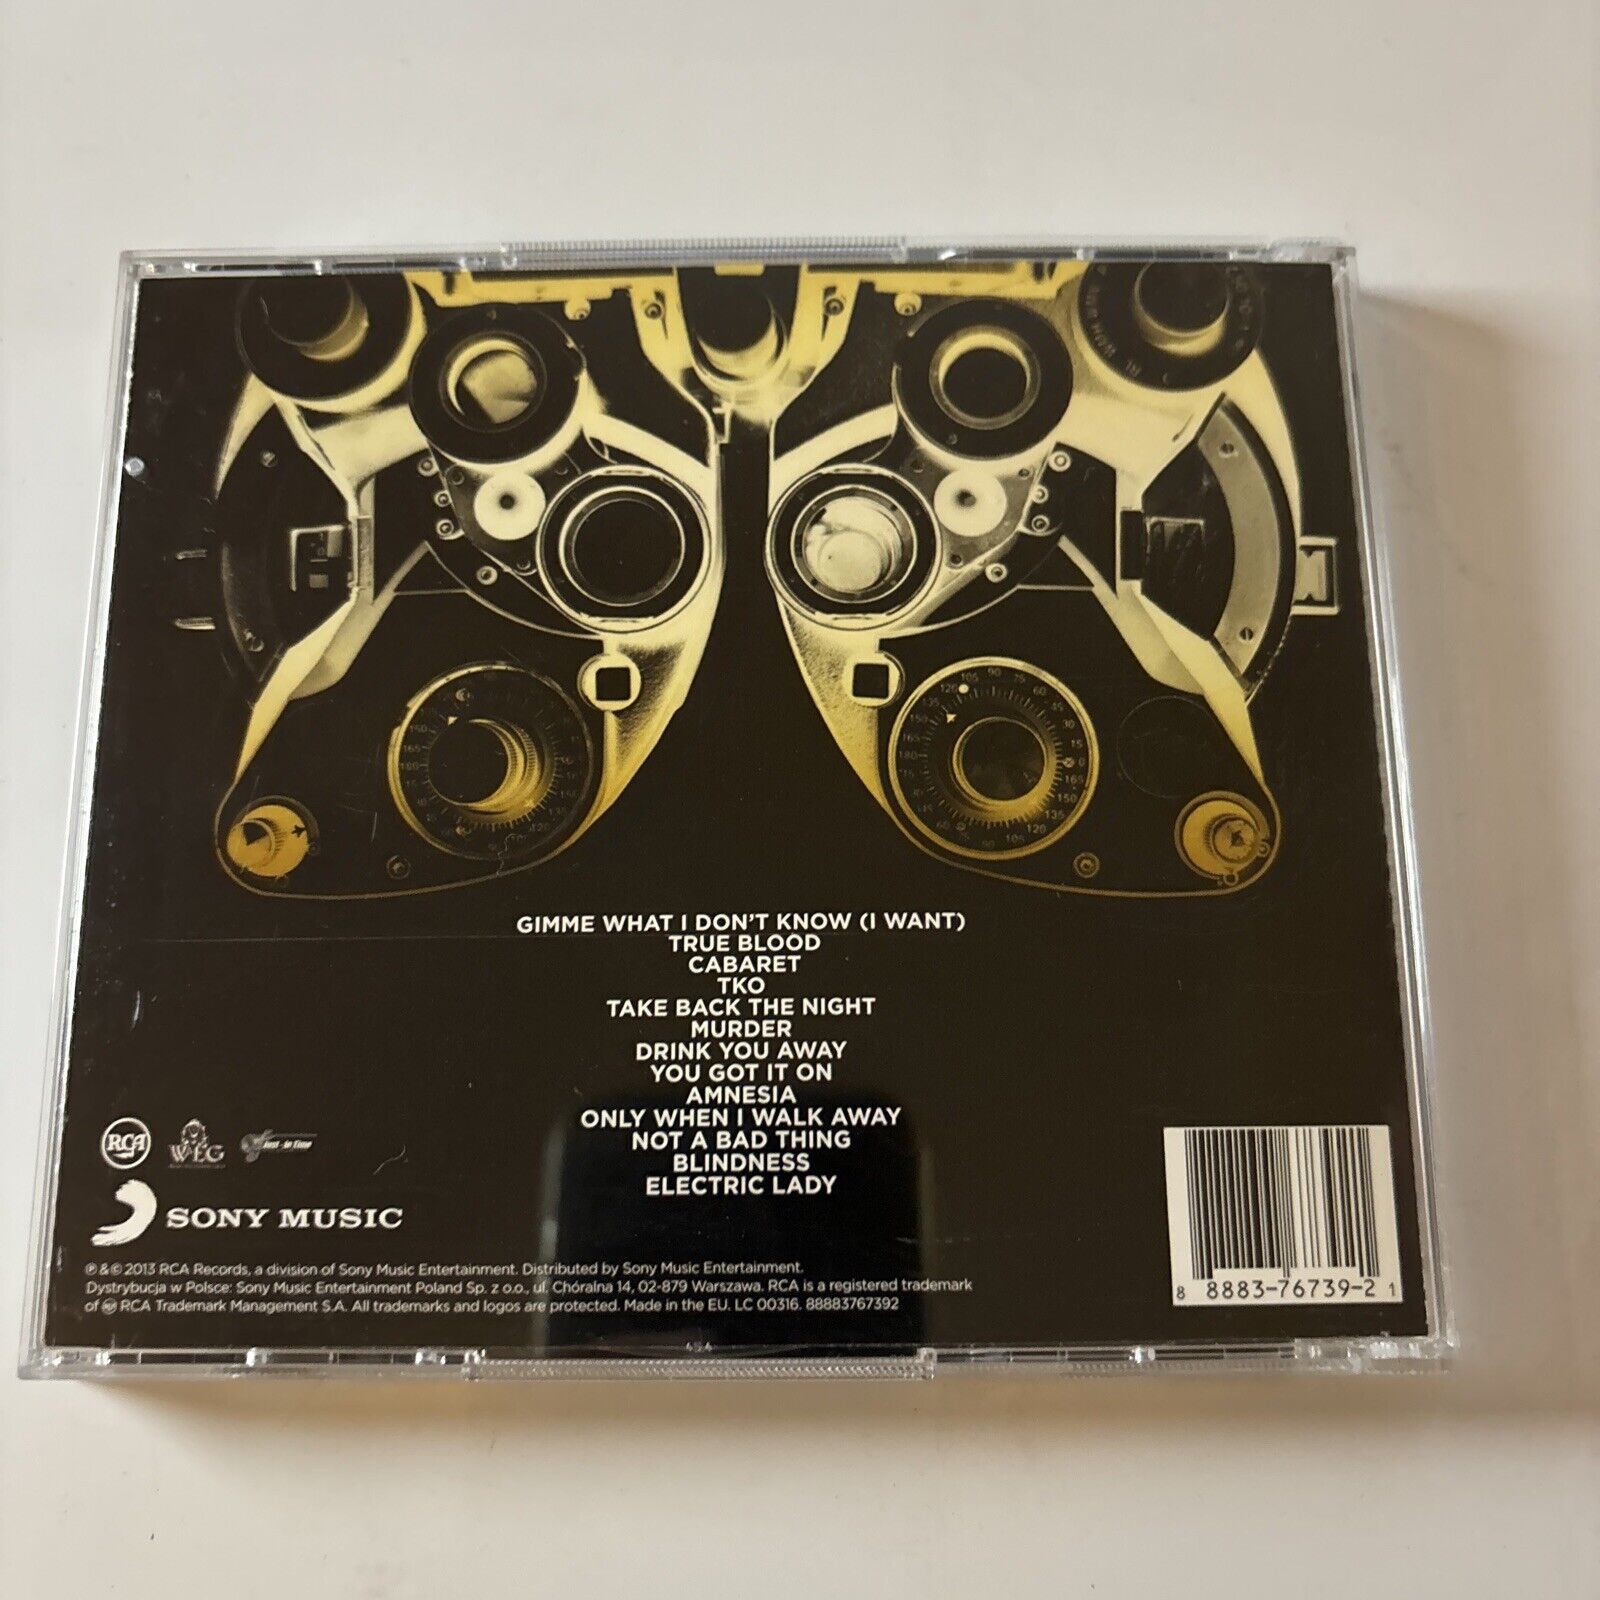 GIMME WHAT I DON'T KNOW (I WANT)
TRUE BLOOD
CABARET
TKO
TAKE BACK THE NIGHT
MURDER
DRINK YOU AWAY
YOU GOT IT ON
AMNESIA
ONLY WHEN I WALK AWAY
NOT A BAD THING
BLINDNESS
ELECTRIC LADY
RCA
WEG
Just-in Time
SONY MUSIC
℗ & © 2013 RCA Records, a division of Sony Music Entertainment. Distributed by Sony Music Entertainment.
Dystrybucja w Polsce: Sony Music Entertainment Poland Sp. z o.o., ul. Chóralna 14, 02-879 Warszawa. RCA is a registered trademark
of RCA Trademark Management S.A. All trademarks and logos are protected. Made in the EU. LC 00316. 88883767392
8 8883-76739-2 1